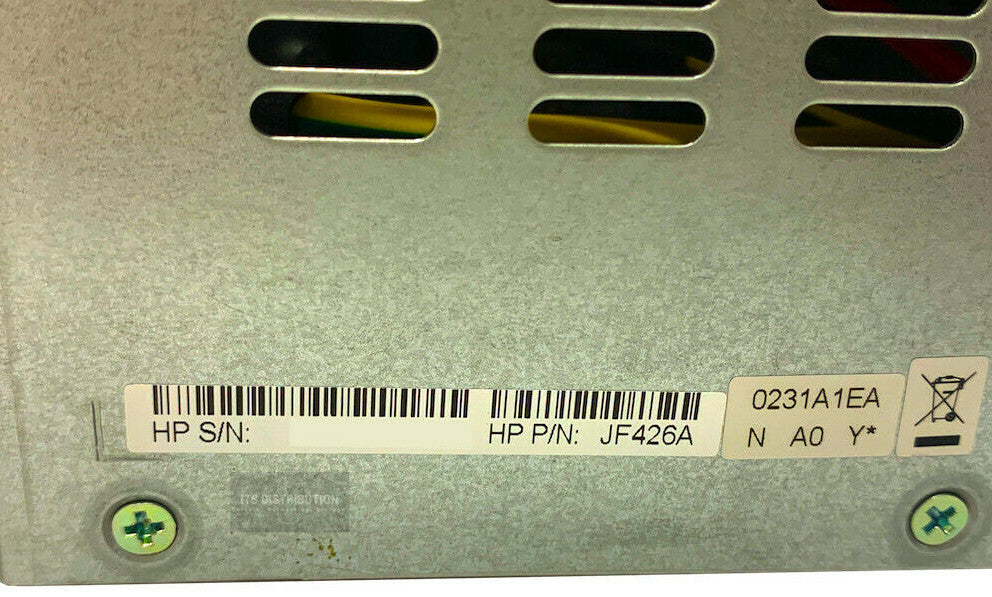 HP S/N:
HP P/N: JF426A
0231A1EA
N A0 Y*
ITS DISTRIBUTION